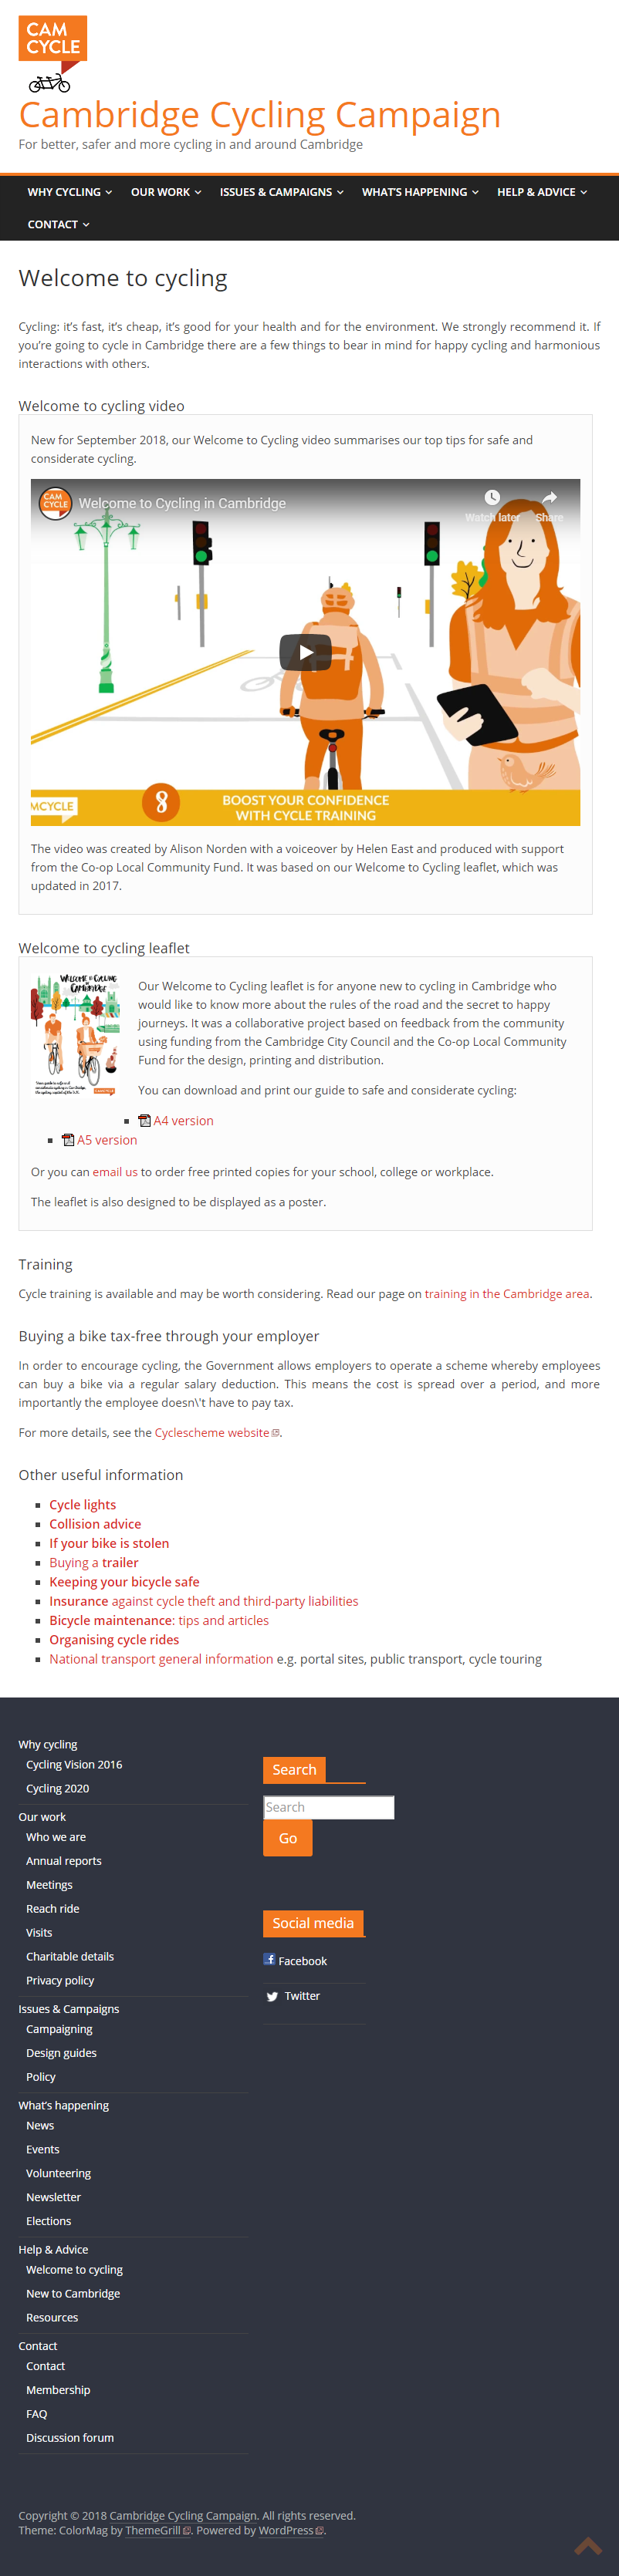 CAM
CYCLE
Cambridge Cycling Campaign
For better, safer and more cycling in and around Cambridge
WHY CYCLING OUR WORK ISSUES & CAMPAIGNS WHAT'S HAPPENING HELP & ADVICE
CONTACT
Welcome to cycling
Cycling: it's fast, it's cheap, it's good for your health and for the environment. We strongly recommend it. If
you're going to cycle in Cambridge there are a few things to bear in mind for happy cycling and harmonious
interactions with others.
Welcome to cycling video
New for September 2018, our Welcome to Cycling video summarises our top tips for safe and
considerate cycling.
CAM
CYCLE
Welcome to Cycling in Cambridge
Watch later Share
MCYCLE
8
BOOST YOUR CONFIDENCE
WITH CYCLE TRAINING
The video was created by Alison Norden with a voiceover by Helen East and produced with support
from the Co-op Local Community Fund. It was based on our Welcome to Cycling leaflet, which was
updated in 2017.
Welcome to cycling leaflet
WELCOME to CYCLING
in CAMBRIDGE
Our Welcome to Cycling leaflet is for anyone new to cycling in Cambridge who
would like to know more about the rules of the road and the secret to happy
journeys. It was a collaborative project based on feedback from the community
using funding from the Cambridge City Council and the Co-op Local Community
Fund for the design, printing and distribution.
You can download and print our guide to safe and considerate cycling:
A4 version
A5 version
Or you can email us to order free printed copies for your school, college or workplace.
The leaflet is also designed to be displayed as a poster.
Training
Cycle training is available and may be worth considering. Read our page on training in the Cambridge area.
Buying a bike tax-free through your employer
In order to encourage cycling, the Government allows employers to operate a scheme whereby employees
can buy a bike via a regular salary deduction. This means the cost is spread over a period, and more
importantly the employee doesn\'t have to pay tax.
For more details, see the Cyclescheme website.
Other useful information
Cycle lights
Collision advice
If your bike is stolen
Buying a trailer
Keeping your bicycle safe
Insurance against cycle theft and third-party liabilities
Bicycle maintenance: tips and articles
Organising cycle rides
National transport general information e.g. portal sites, public transport, cycle touring
Why cycling
Cycling Vision 2016
Cycling 2020
Our work
Who we are
Annual reports
Meetings
Reach ride
Visits
Charitable details
Privacy policy
Issues & Campaigns
Campaigning
Design guides
Policy
What's happening
News
Events
Volunteering
Newsletter
Elections
Help & Advice
Welcome to cycling
New to Cambridge
Resources
Contact
Contact
Membership
FAQ
Discussion forum
Search
Search
Go
Social media
Facebook
Twitter
Copyright © 2018 Cambridge Cycling Campaign. All rights reserved.
Theme: ColorMag by ThemeGrill. Powered by WordPress.